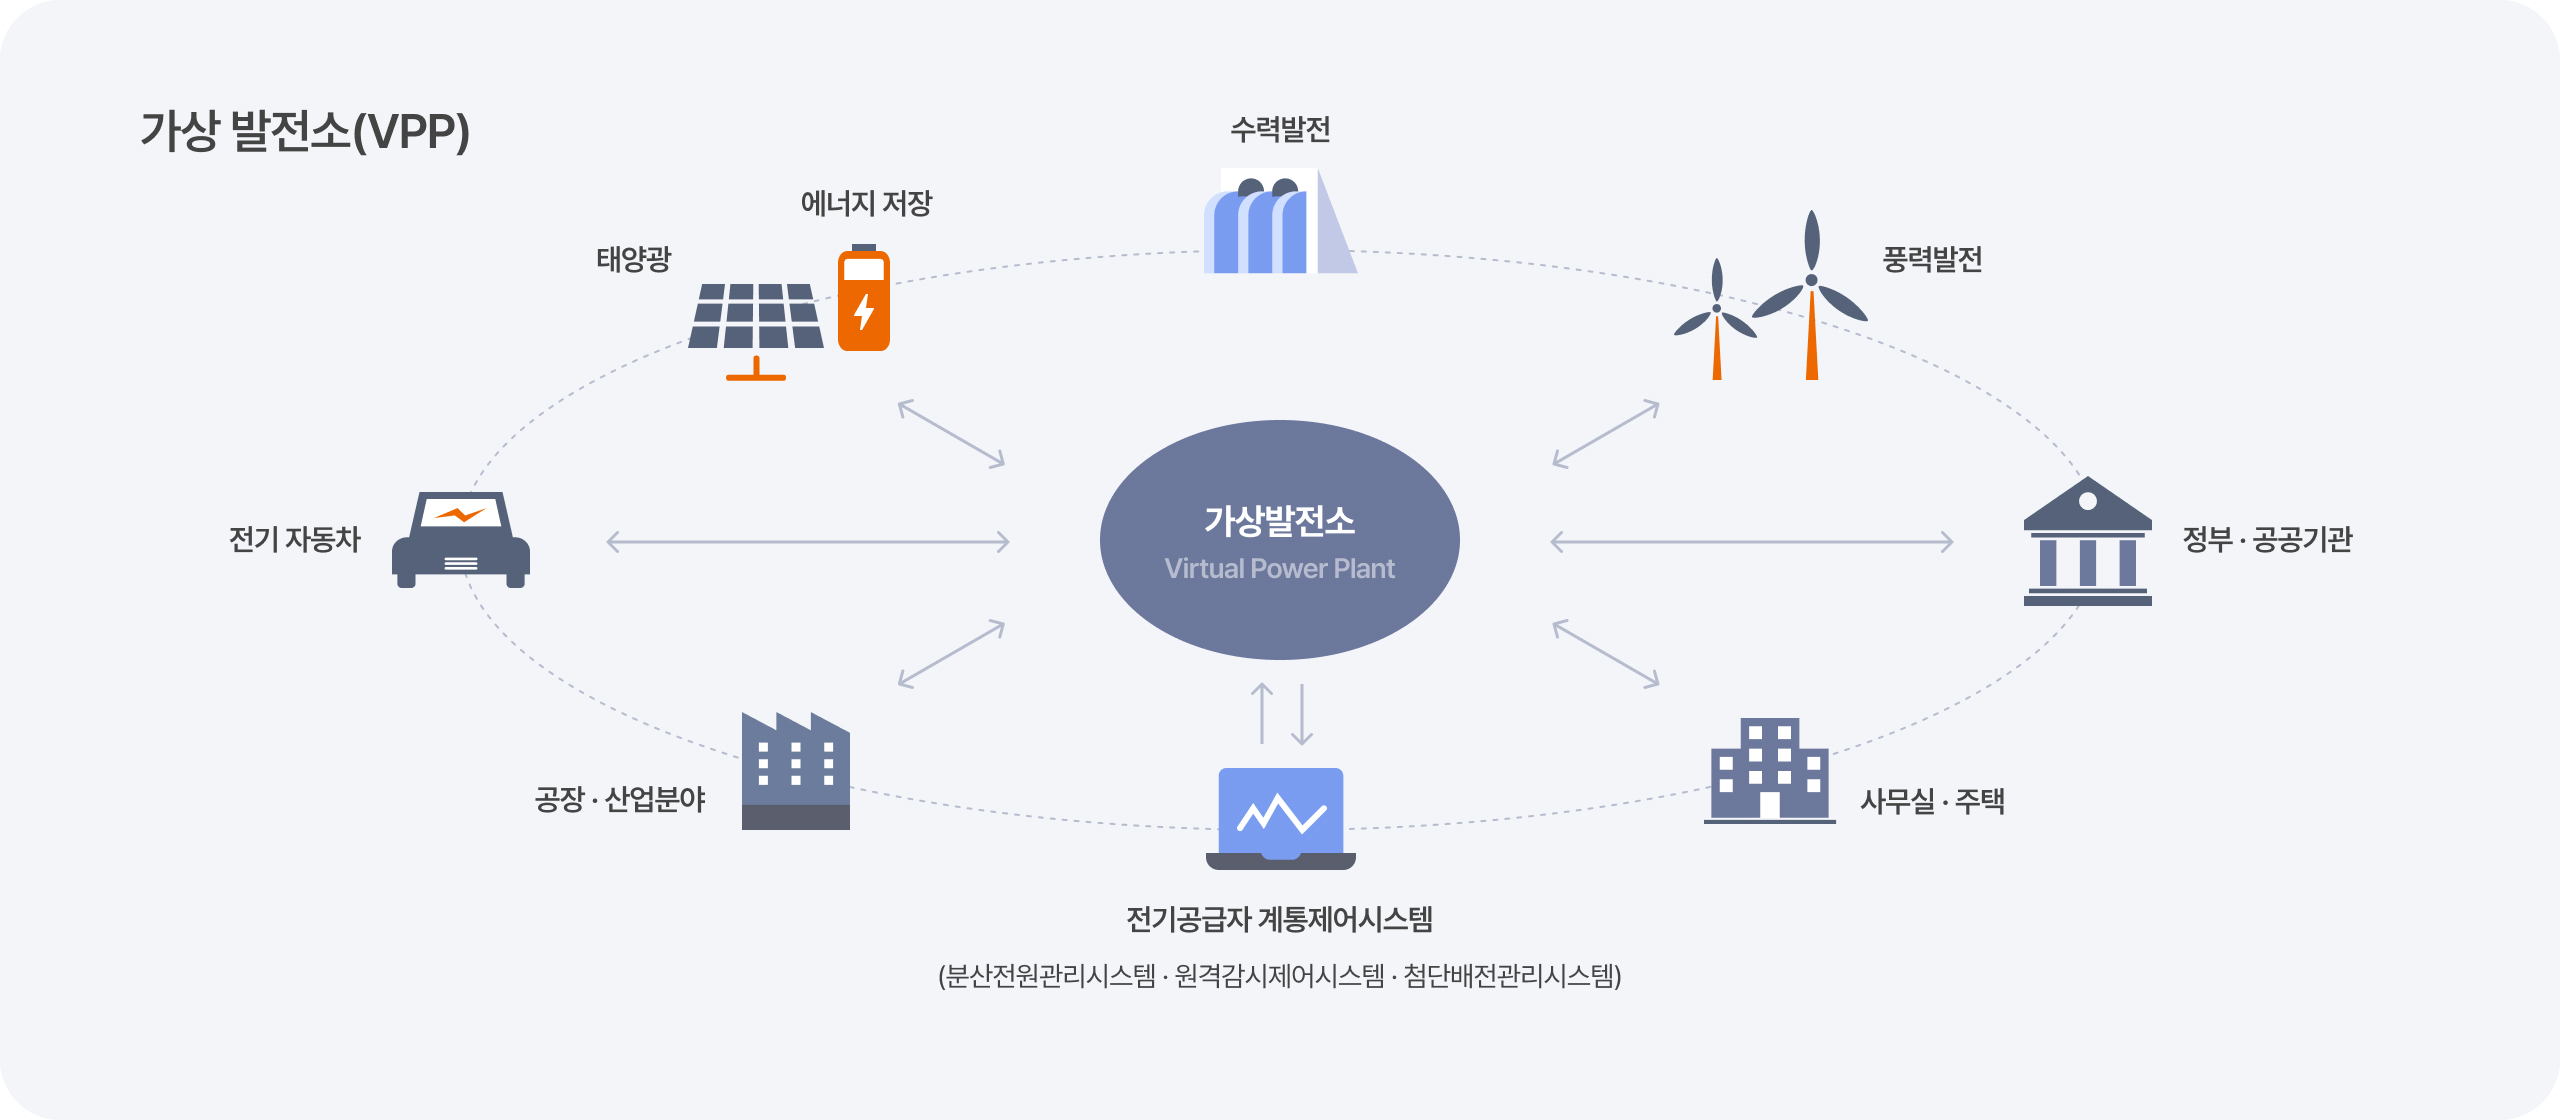 가상 발전소(VPP)
수력발전
에너지 저장
태양광
풍력발전
전기 자동차
가상발전소
Virtual Power Plant
정부 · 공공기관
공장 · 산업분야
사무실 · 주택
전기공급자 계통제어시스템
(분산전원관리시스템 · 원격감시제어시스템 · 첨단배전관리시스템)